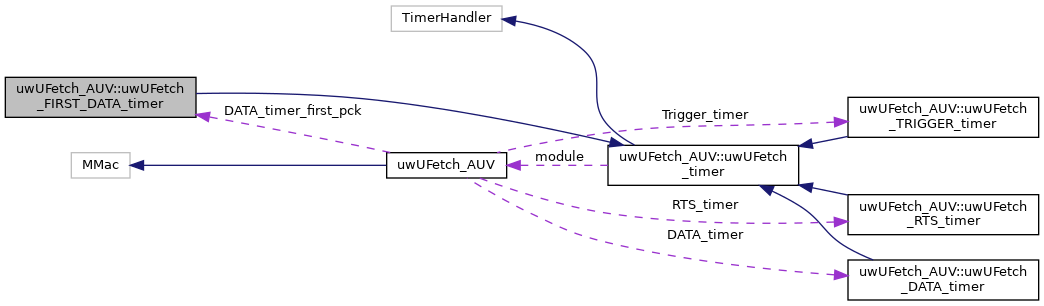 TimerHandler
uwUFetch_AUV::uwUFetch
_FIRST_DATA_timer
DATA_timer_first_pck
Trigger_timer
uwUFetch_AUV::uwUFetch
_TRIGGER_timer
MMac
uwUFetch_AUV
module
uwUFetch_AUV::uwUFetch
_timer
RTS_timer
uwUFetch_AUV::uwUFetch
_RTS_timer
DATA_timer
uwUFetch_AUV::uwUFetch
_DATA_timer